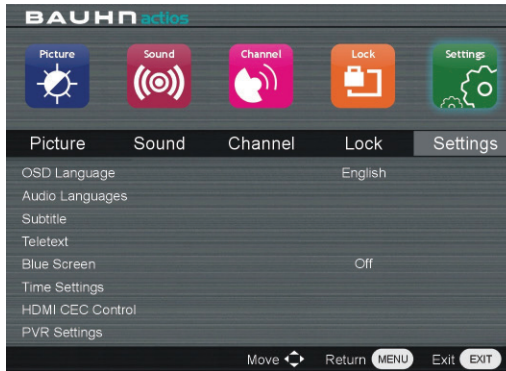 BAUHN actios
Picture Sound Channel Lock Settings
Picture Sound Channel Lock Settings
OSD Language English
Audio Languages
Subtitle
Teletext
Blue Screen Off
Time Settings
HDMI CEC Control
PVR Settings
Move Return MENU Exit EXIT